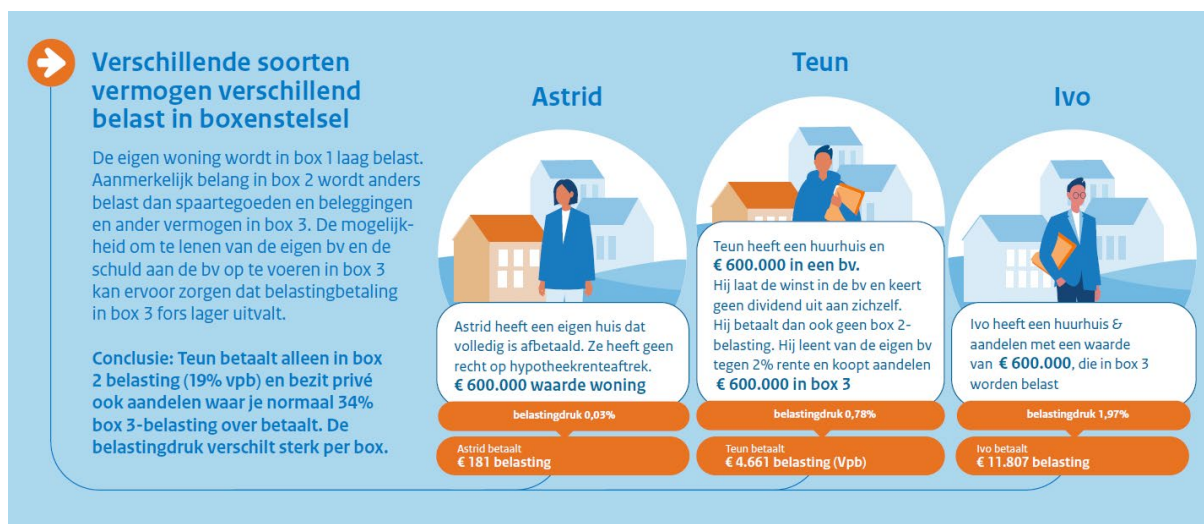 Verschillende soorten
vermogen verschillend
belast in boxenstelsel
De eigen woning wordt in box 1 laag belast.
Aanmerkelijk belang in box 2 wordt anders
belast dan spaartegoeden en beleggingen
en ander vermogen in box 3. De mogelijk-
heid om te lenen van de eigen bv en de
schuld aan de bv op te voeren in box 3
kan ervoor zorgen dat belastingbetaling
in box 3 fors lager uitvalt.
Conclusie: Teun betaalt alleen in box
2 belasting (19% vpb) en bezit privé
ook aandelen waar je normaal 34%
box 3-belasting over betaalt. De
belastingdruk verschilt sterk per box.
Astrid
Astrid heeft een eigen huis dat
volledig is afbetaald. Ze heeft geen
recht op hypotheekrenteaftrek.
€ 600.000 waarde woning
belastingdruk 0,03%
Astrid betaalt
€ 181 belasting
Teun
Teun heeft een huurhuis en
€ 600.000 in een bv.
Hij laat de winst in de bv en keert
geen dividend uit aan zichzelf.
Hij betaalt dan ook geen box 2-
belasting. Hij leent van de eigen bv
tegen 2% rente en koopt aandelen
€ 600.000 in box 3
belastingdruk 0,78%
Teun betaalt
€ 4.661 belasting (Vpb)
Ivo
Ivo heeft een huurhuis &
aandelen met een waarde
van € 600.000, die in box 3
worden belast
belastingdruk 1,97%
Ivo betaalt
€ 11.807 belasting